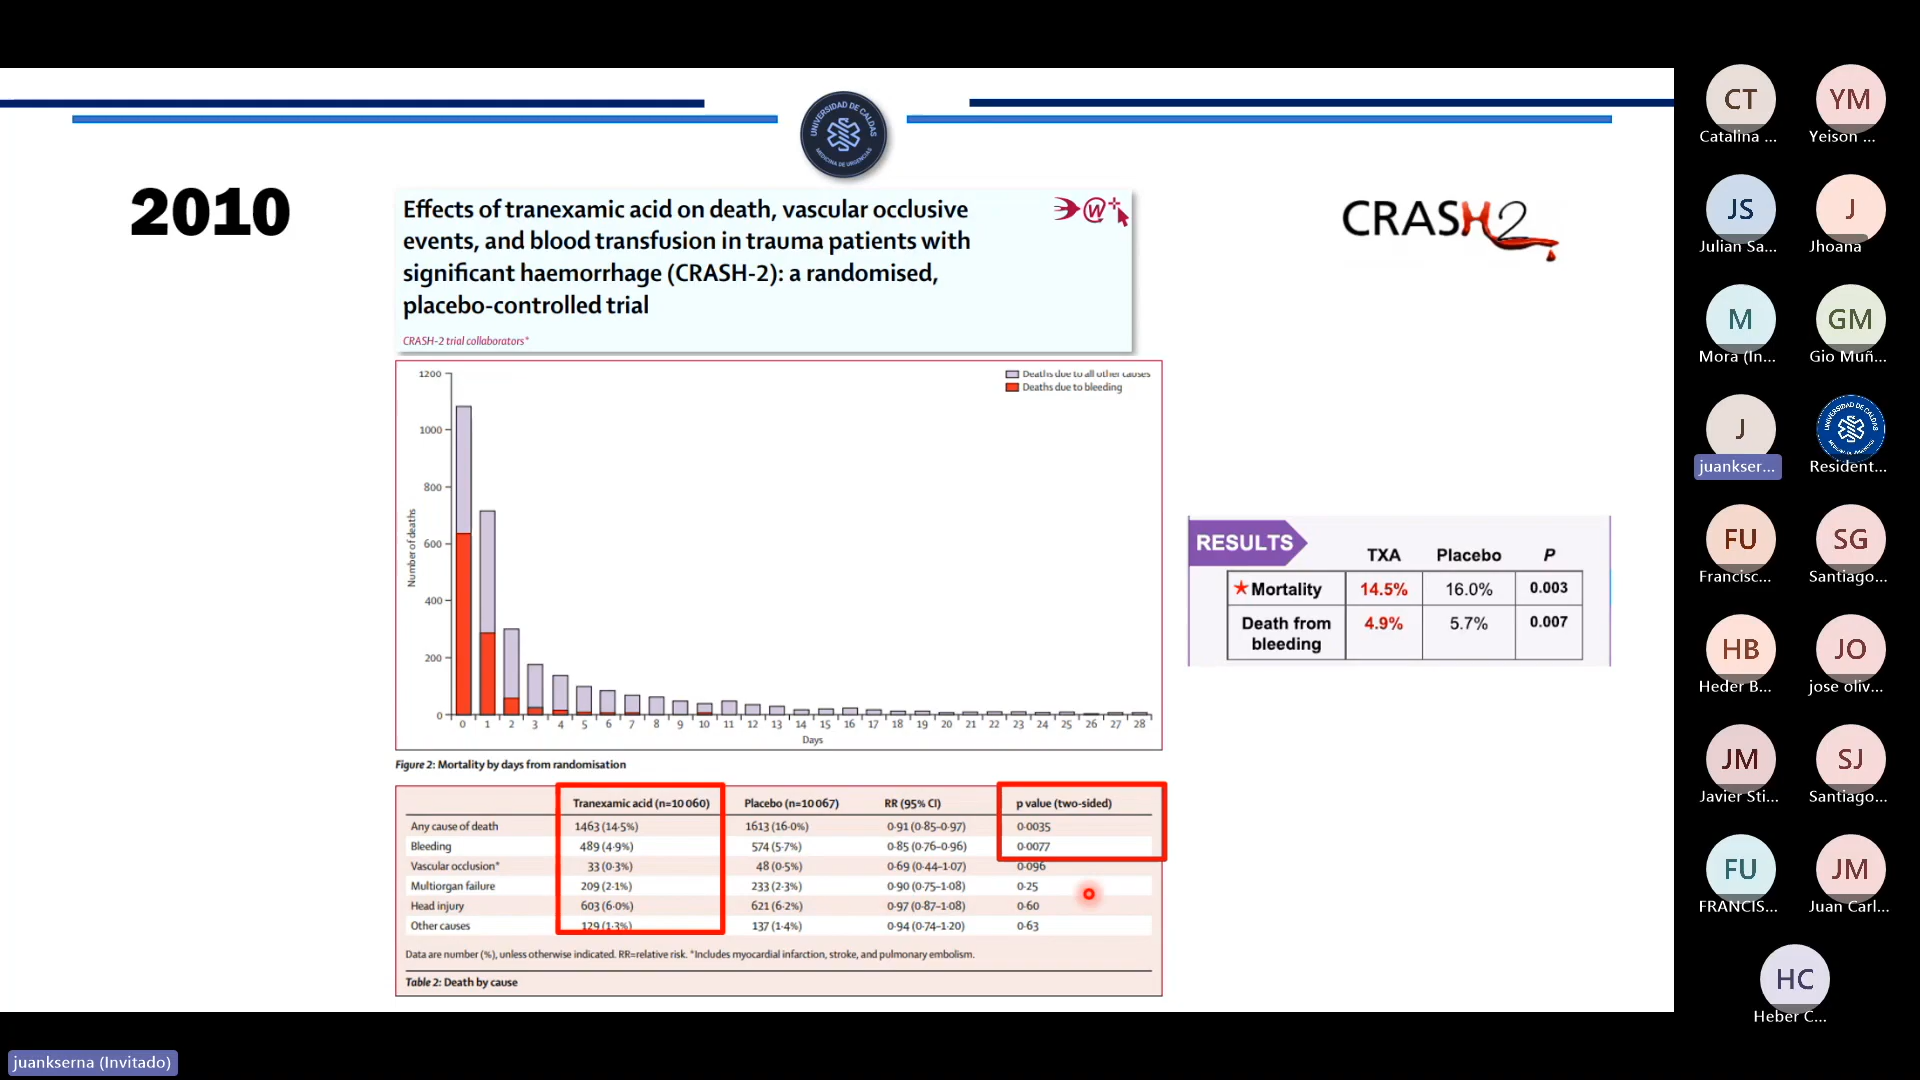 UNIVERSIDAD DE CALDAS
MEDICINA DE URGENCIAS
2010
Effects of tranexamic acid on death, vascular occlusive
events, and blood transfusion in trauma patients with
significant haemorrhage (CRASH-2): a randomised,
placebo-controlled trial
CRASH-2 trial collaborators*
CRASH2
Deaths due to all other causes
Deaths due to bleeding
Number of deaths
1200
1000
800
600
400
200
0
0 1 2 3 4 5 6 7 8 9 10 11 12 13 14 15 16 17 18 19 20 21 22 23 24 25 26 27 28
Days
Figure 2: Mortality by days from randomisation
RESULTS
TXA Placebo P
Mortality 14.5% 16.0% 0.003
Death from bleeding 4.9% 5.7% 0.007
Tranexamic acid (n=10 060) Placebo (n=10 067) RR (95% CI) p value (two-sided)
Any cause of death 1463 (14·5%) 1613 (16·0%) 0·91 (0·85–0·97) 0·0035
Bleeding 489 (4·9%) 574 (5·7%) 0·85 (0·76–0·96) 0·0077
Vascular occlusion* 33 (0·3%) 48 (0·5%) 0·69 (0·44–1·07) 0·096
Multiorgan failure 209 (2·1%) 233 (2·3%) 0·90 (0·75–1·08) 0·25
Head injury 603 (6·0%) 621 (6·2%) 0·97 (0·87–1·08) 0·60
Other causes 129 (1·3%) 137 (1·4%) 0·94 (0·74–1·20) 0·63
Data are number (%), unless otherwise indicated. RR=relative risk. *Includes myocardial infarction, stroke, and pulmonary embolism.
Table 2: Death by cause
CT YM
Catalina ... Yeison ...
JS J
Julian Sa... Jhoana
M GM
Mora (In... Gio Muñ...
J
juankser... Resident...
FU SG
Francisc... Santiago...
HB JO
Heder B... jose oliv...
JM SJ
Javier Sti... Santiago...
FU JM
FRANCIS... Juan Carl...
HC
Heber C...
juankserna (Invitado)